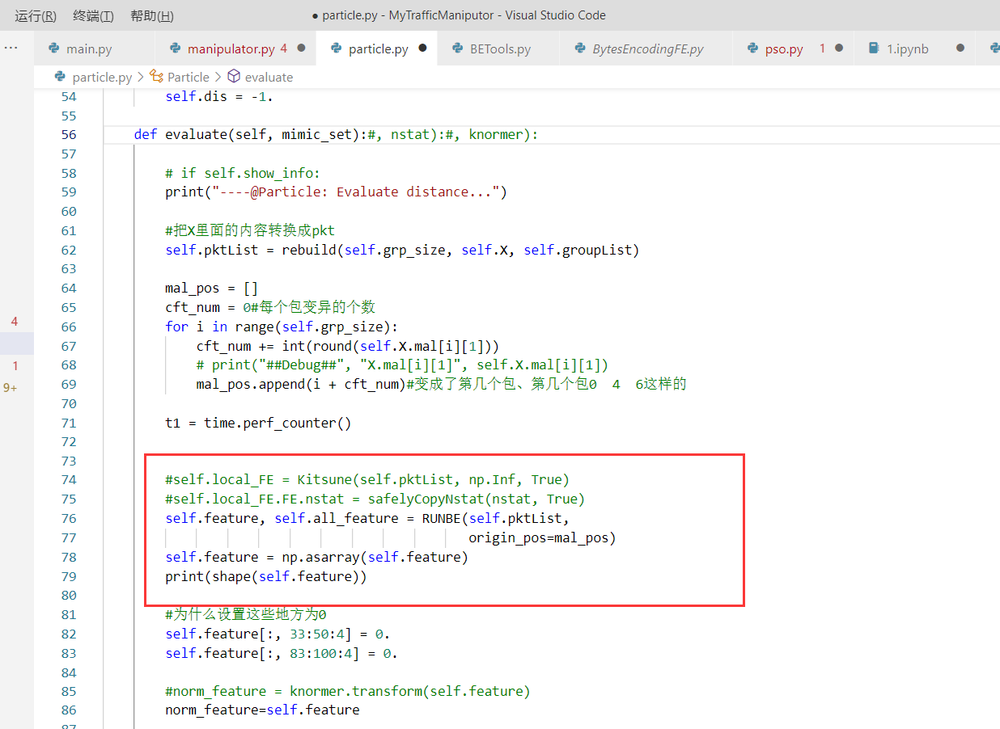 运行(R) 终端(T) 帮助(H) ● particle.py - MyTrafficManiputor - Visual Studio Code
··· main.py manipulator.py 4 ● particle.py ● BETools.py BytesEncodingFE.py pso.py 1 ● 1.ipynb ●
particle.py > Particle > evaluate
54 self.dis = -1.
55
56 def evaluate(self, mimic_set):#, nstat):#, knormer):
57
58 # if self.show_info:
59 print("----@Particle: Evaluate distance...")
60
61 #把X里面的内容转换成pkt
62 self.pktList = rebuild(self.grp_size, self.X, self.groupList)
63
64 mal_pos = []
65 cft_num = 0#每个包变异的个数
66 for i in range(self.grp_size):
67 cft_num += int(round(self.X.mal[i][1]))
68 # print("##Debug##", "X.mal[i][1]", self.X.mal[i][1])
69 mal_pos.append(i + cft_num)#变成了第几个包、第几个包0 4 6这样的
70
71 t1 = time.perf_counter()
72
73
74 #self.local_FE = Kitsune(self.pktList, np.Inf, True)
75 #self.local_FE.FE.nstat = safelyCopyNstat(nstat, True)
76 self.feature, self.all_feature = RUNBE(self.pktList,
77 origin_pos=mal_pos)
78 self.feature = np.asarray(self.feature)
79 print(shape(self.feature))
80
81 #为什么设置这些地方为0
82 self.feature[:, 33:50:4] = 0.
83 self.feature[:, 83:100:4] = 0.
84
85 #norm_feature = knormer.transform(self.feature)
86 norm_feature=self.feature
87
4
1
9+